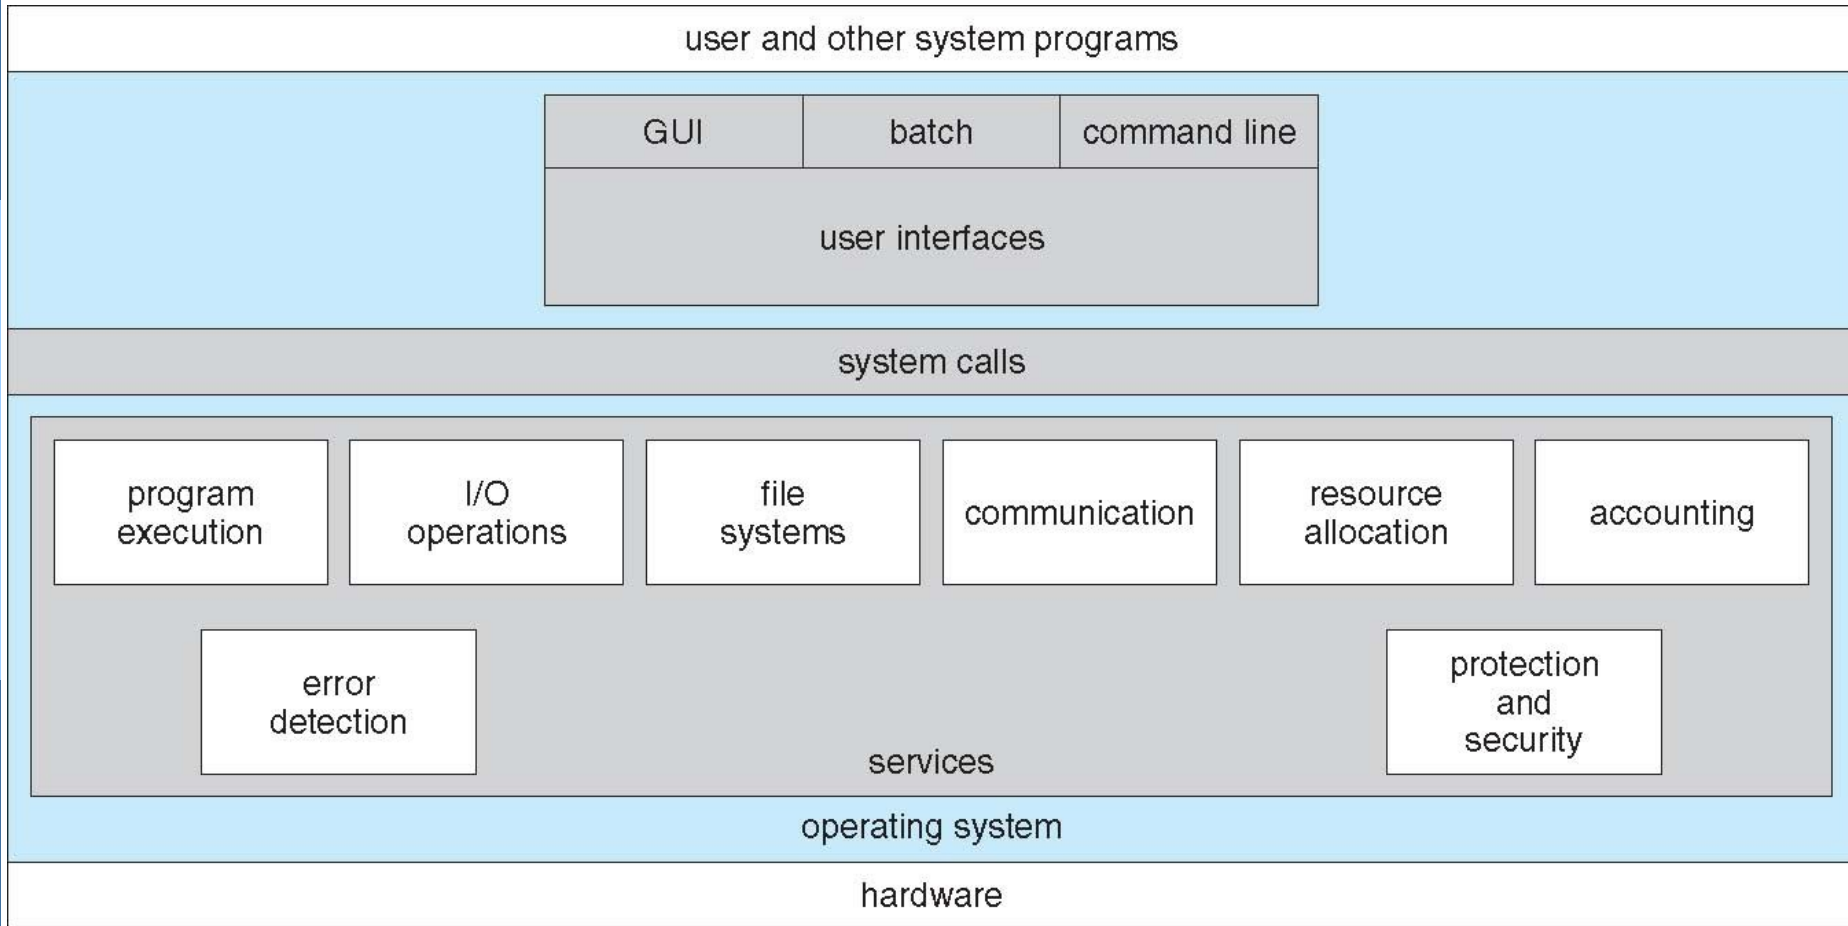 user and other system programs
GUI
batch
command line
user interfaces
system calls
program
execution
I/O
operations
file
systems
communication
resource
allocation
accounting
error
detection
protection
and
security
services
operating system
hardware